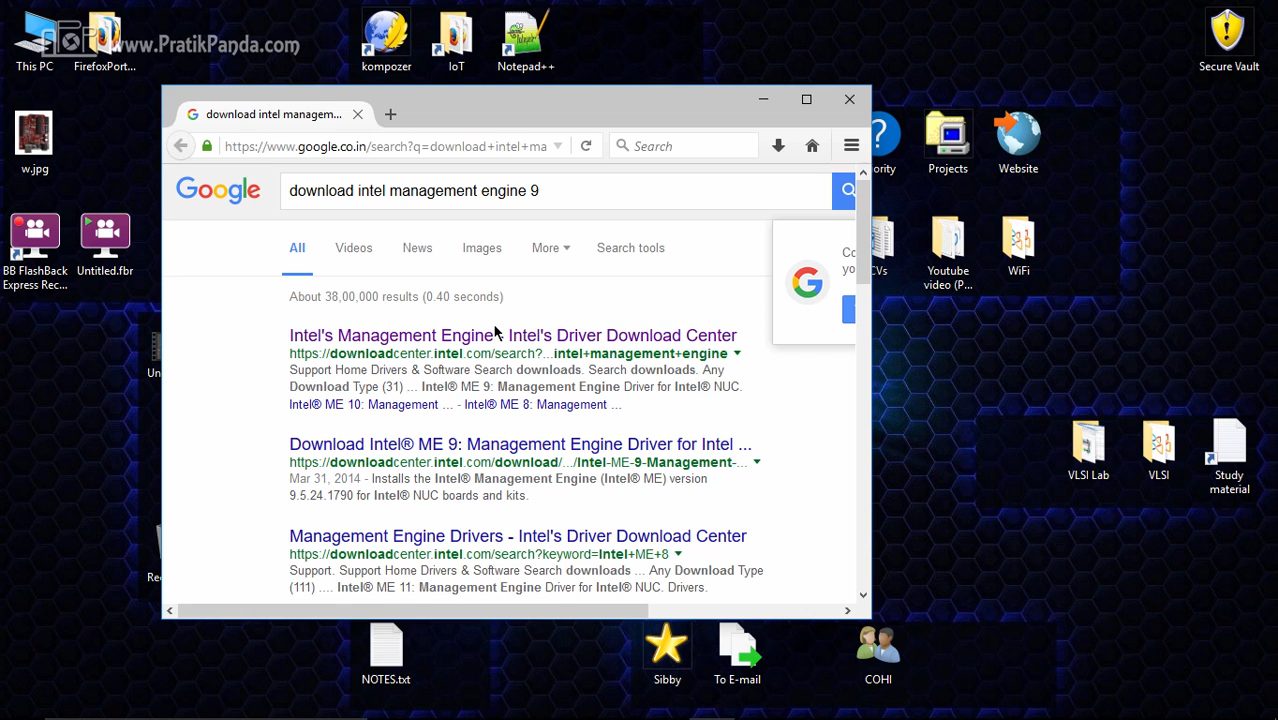 www.PratikPanda.com
This PC
FirefoxPort...
kompozer
IoT
Notepad++
Secure Vault
download intel managem...
https://www.google.co.in/search?q=download+intel+ma
Search
w.jpg
Projects
Website
Google
download intel management engine 9
All
Videos
News
Images
More
Search tools
BB FlashBack
Express Rec...
Untitled.fbr
CVs
Youtube
video (P...
WiFi
About 38,00,000 results (0.40 seconds)
Intel's Management Engine - Intel's Driver Download Center
https://downloadcenter.intel.com/search?...intel+management+engine
Support Home Drivers & Software Search downloads. Search downloads. Any
Download Type (31) ... Intel® ME 9: Management Engine Driver for Intel® NUC.
Intel® ME 10: Management ... - Intel® ME 8: Management ...
Download Intel® ME 9: Management Engine Driver for Intel ...
https://downloadcenter.intel.com/download/.../Intel-ME-9-Management-...
Mar 31, 2014 - Installs the Intel® Management Engine (Intel® ME) version
9.5.24.1790 for Intel® NUC boards and kits.
Management Engine Drivers - Intel's Driver Download Center
https://downloadcenter.intel.com/search?keyword=Intel+ME+8
Support. Support Home Drivers & Software Search downloads ... Any Download Type
(111) .... Intel® ME 11: Management Engine Driver for Intel® NUC. Drivers.
VLSI Lab
VLSI
Study
material
NOTES.txt
Sibby
To E-mail
COHI